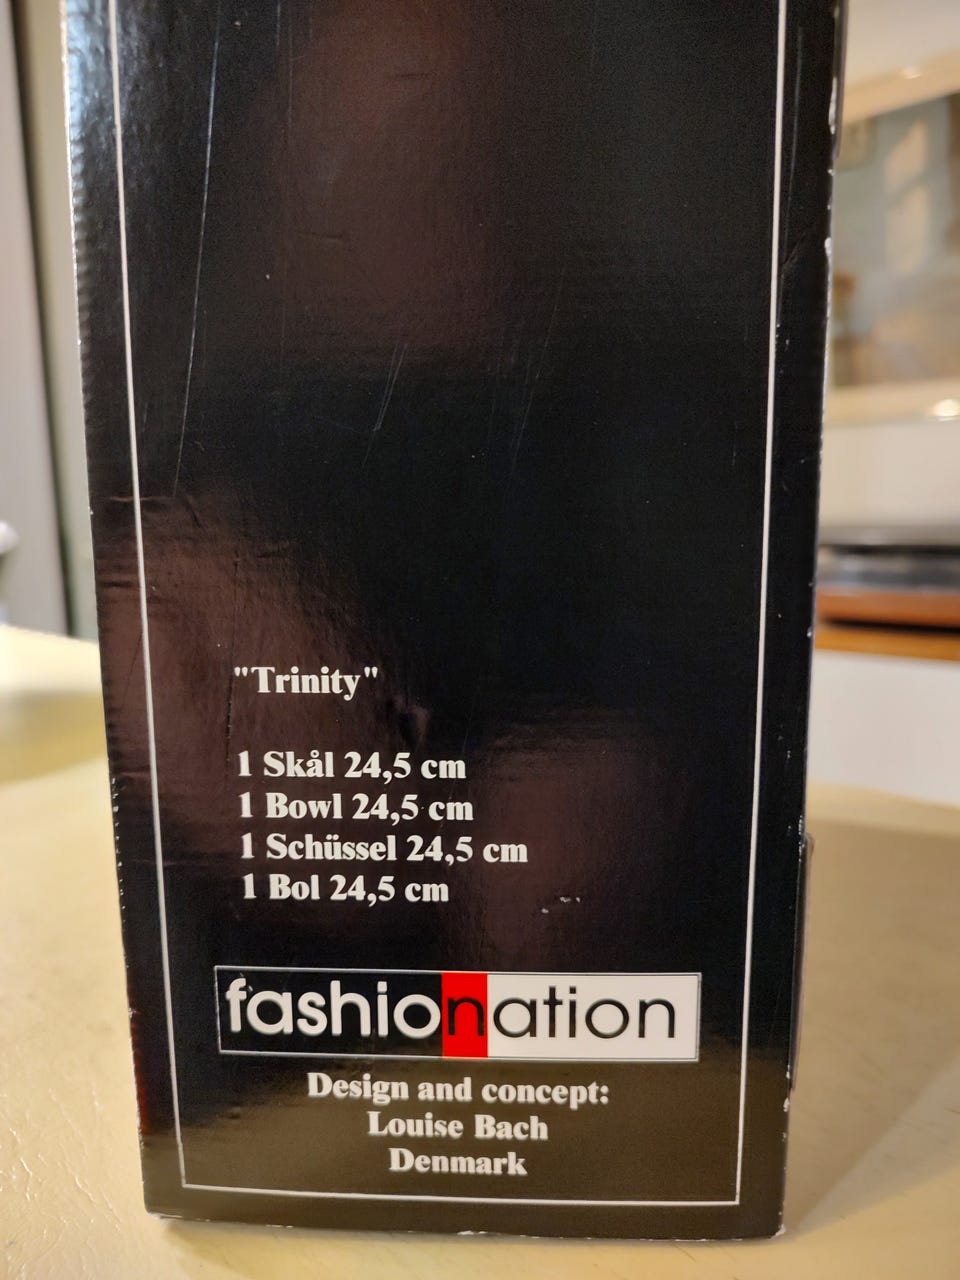 "Trinity"
1 Skål 24,5 cm
1 Bowl 24,5 cm
1 Schüssel 24,5 cm
1 Bol 24,5 cm
fashionation
Design and concept:
Louise Bach
Denmark